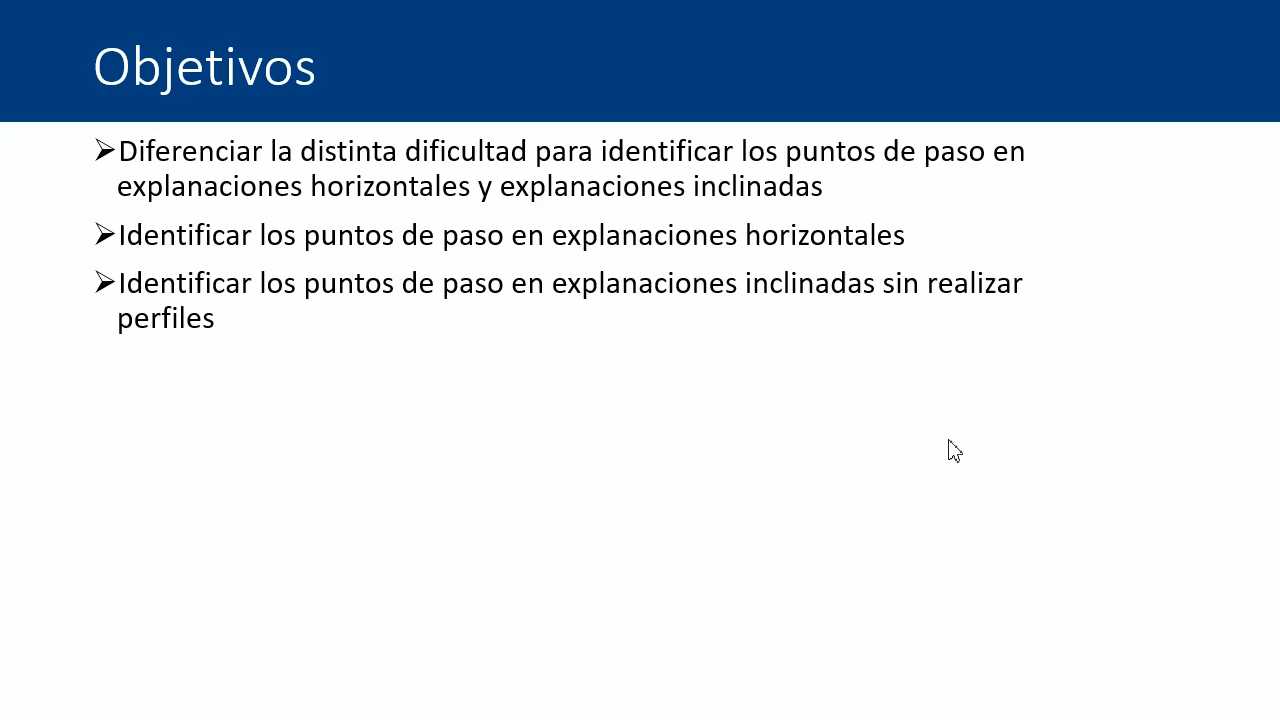 Objetivos
➢Diferenciar la distinta dificultad para identificar los puntos de paso en
explanaciones horizontales y explanaciones inclinadas
➢Identificar los puntos de paso en explanaciones horizontales
➢Identificar los puntos de paso en explanaciones inclinadas sin realizar
perfiles